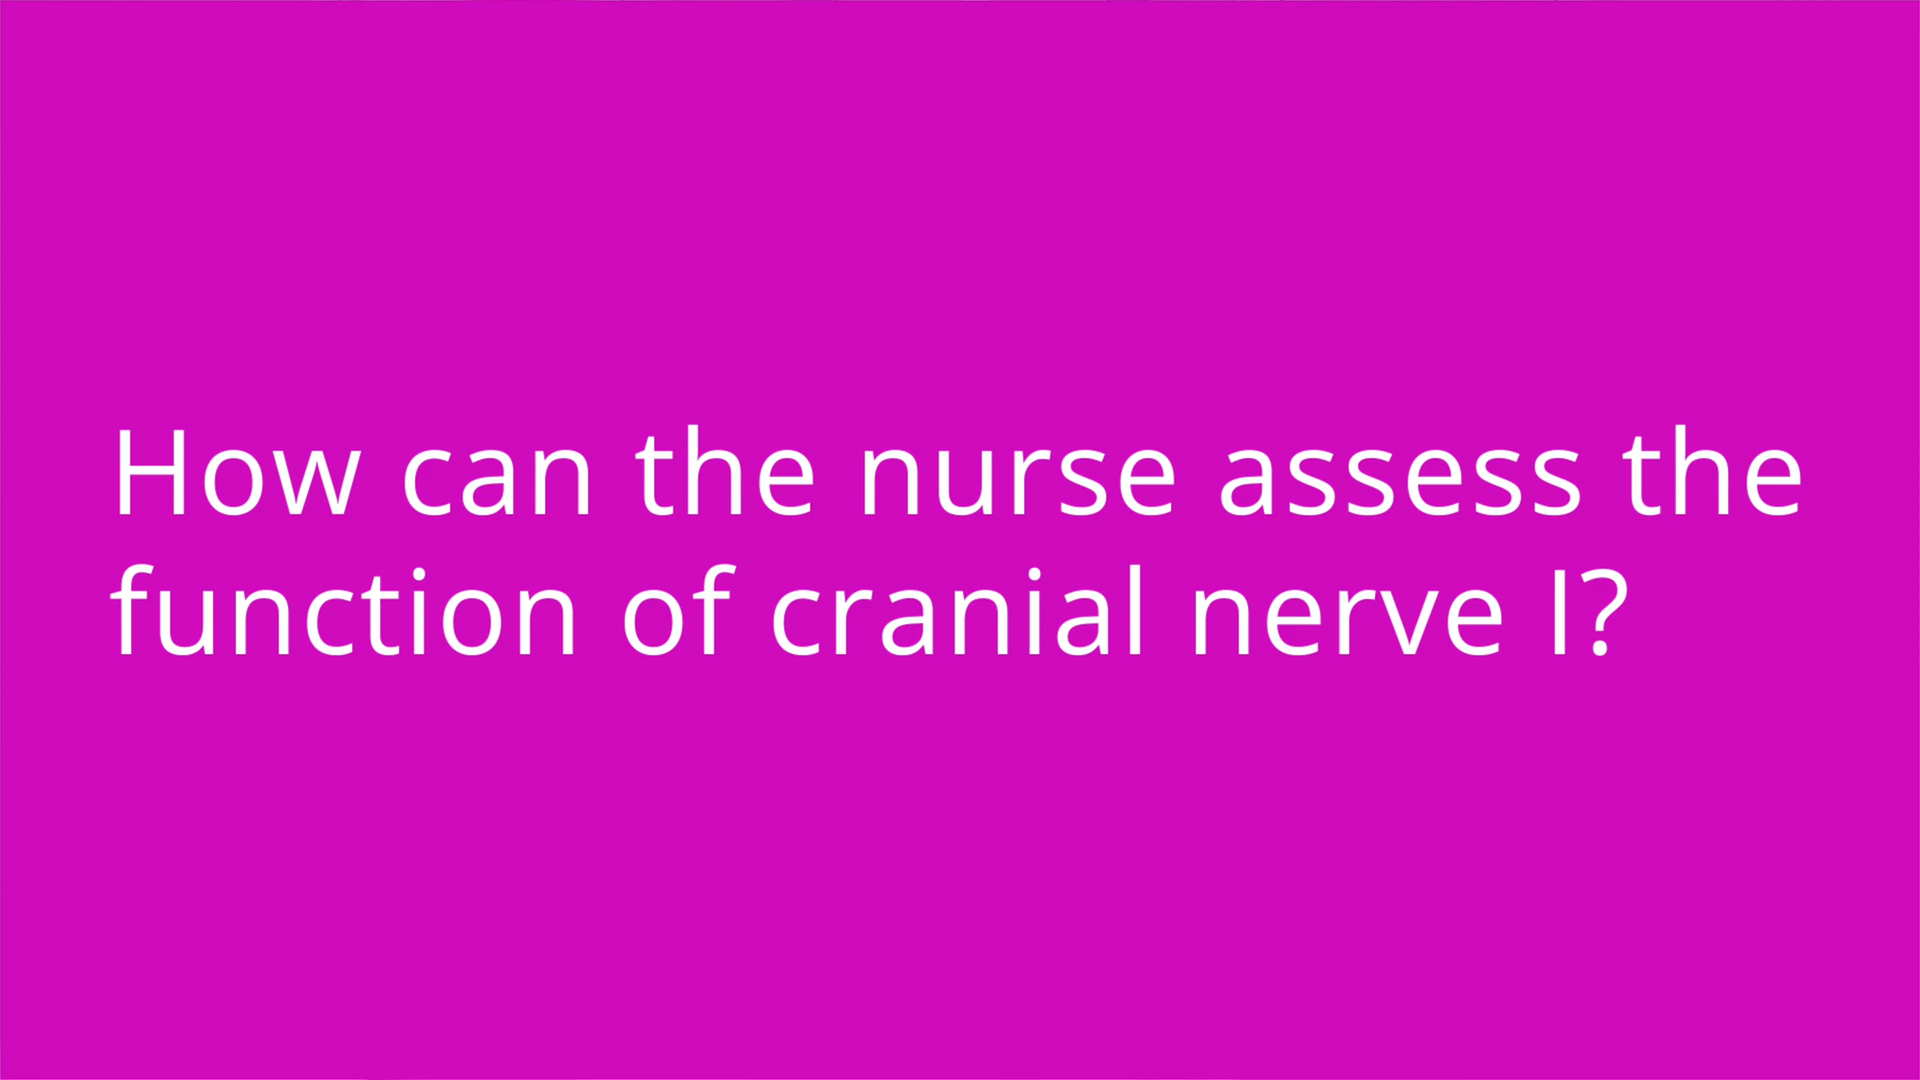 How can the nurse assess the
function of cranial nerve I?